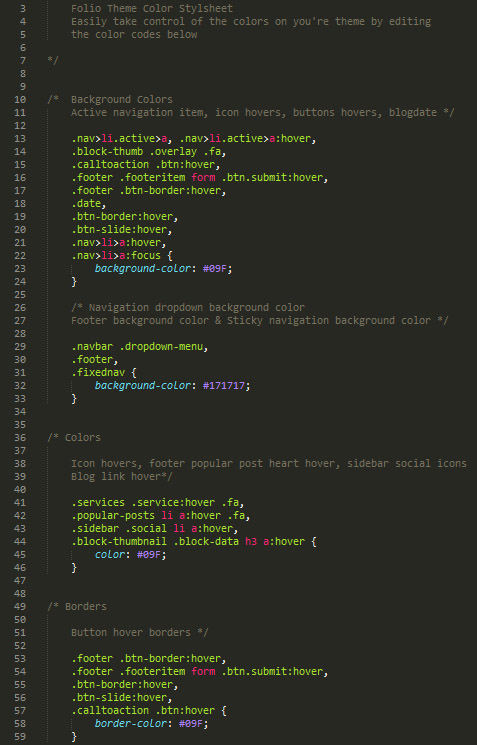 3 Folio Theme Color Stylsheet
4 Easily take control of the colors on you're theme by editing
5 the color codes below
6
7 */
8
9
10 /* Background Colors
11 Active navigation item, icon hovers, buttons hovers, blogdate */
12
13 .nav>li.active>a, .nav>li.active>a:hover,
14 .block-thumb .overlay .fa,
15 .calltoaction .btn:hover,
16 .footer .footeritem form .btn.submit:hover,
17 .footer .btn-border:hover,
18 .date,
19 .btn-border:hover,
20 .btn-slide:hover,
21 .nav>li>a:hover,
22 .nav>li>a:focus {
23 background-color: #09F;
24 }
25
26 /* Navigation dropdown background color
27 Footer background color & Sticky navigation background color */
28
29 .navbar .dropdown-menu,
30 .footer,
31 .fixednav {
32 background-color: #171717;
33 }
34
35
36 /* Colors
37
38 Icon hovers, footer popular post heart hover, sidebar social icons
39 Blog link hover*/
40
41 .services .service:hover .fa,
42 .popular-posts li a:hover .fa,
43 .sidebar .social li a:hover,
44 .block-thumbnail .block-data h3 a:hover {
45 color: #09F;
46 }
47
48
49 /* Borders
50
51 Button hover borders */
52
53 .footer .btn-border:hover,
54 .footer .footeritem form .btn.submit:hover,
55 .btn-border:hover,
56 .btn-slide:hover,
57 .calltoaction .btn:hover {
58 border-color: #09F;
59 }